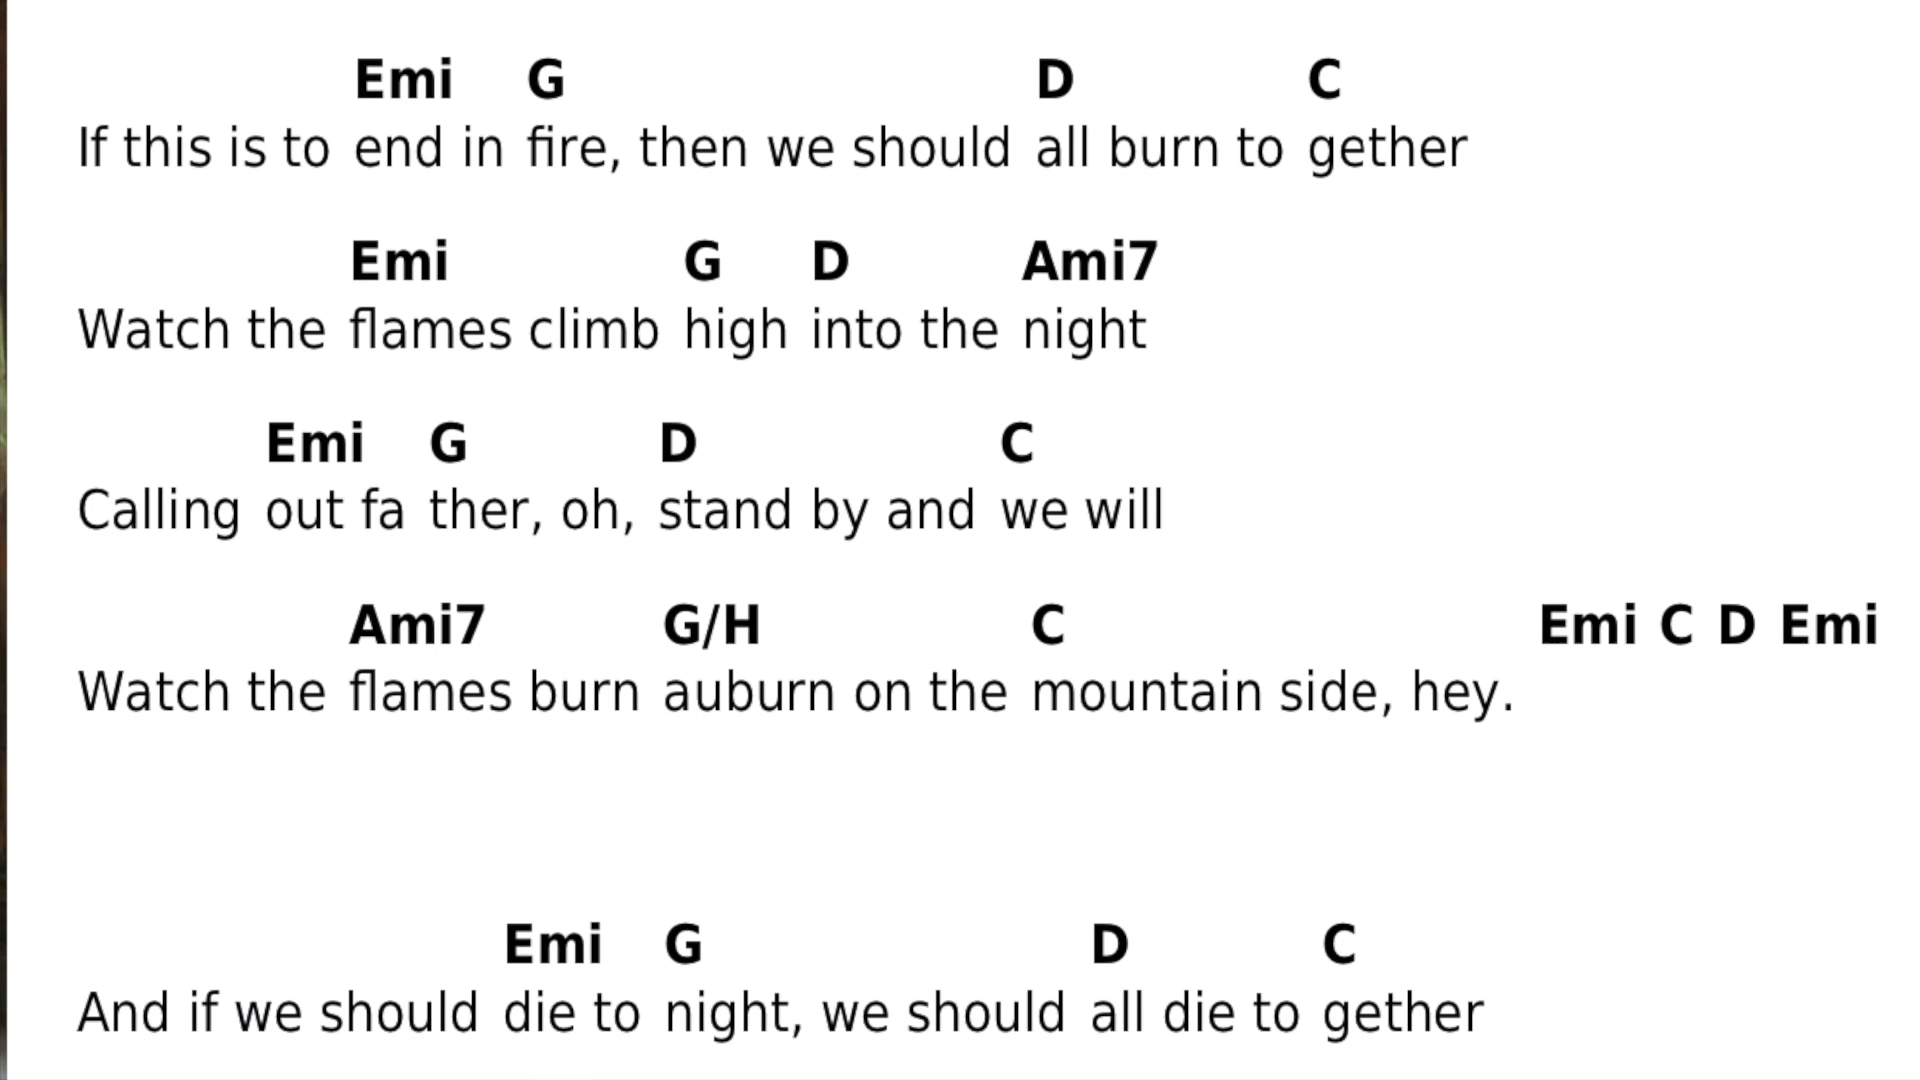 Emi G D C
If this is to end in fire, then we should all burn to gether
Emi G D Ami7
Watch the flames climb high into the night
Emi G D C
Calling out fa ther, oh, stand by and we will
Ami7 G/H C Emi C D Emi
Watch the flames burn auburn on the mountain side, hey.
Emi G D C
And if we should die to night, we should all die to gether